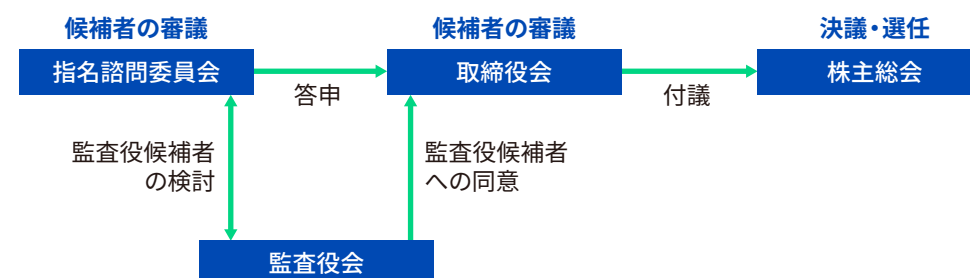 候補者の審議
候補者の審議
決議・選任
指名諮問委員会
取締役会
株主総会
答申
付議
監査役候補者
の検討
監査役候補者
への同意
監査役会